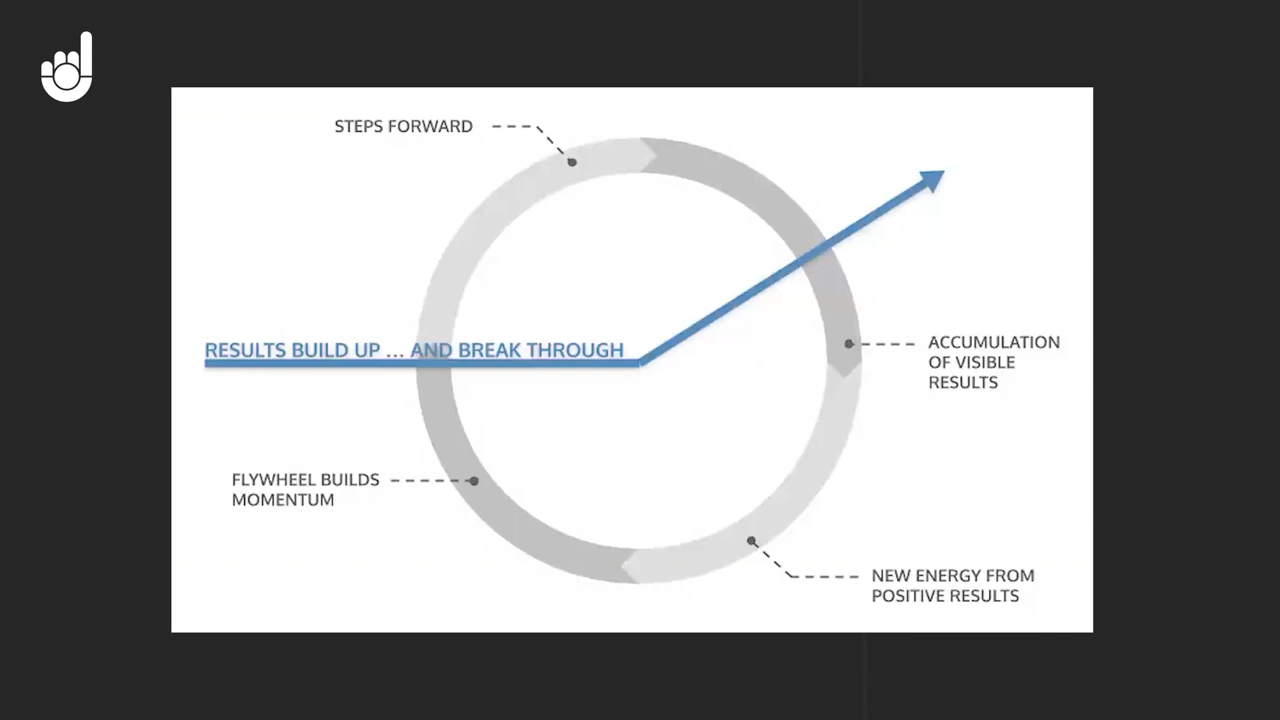 STEPS FORWARD
RESULTS BUILD UP ... AND BREAK THROUGH
ACCUMULATION
OF VISIBLE
RESULTS
FLYWHEEL BUILDS
MOMENTUM
NEW ENERGY FROM
POSITIVE RESULTS